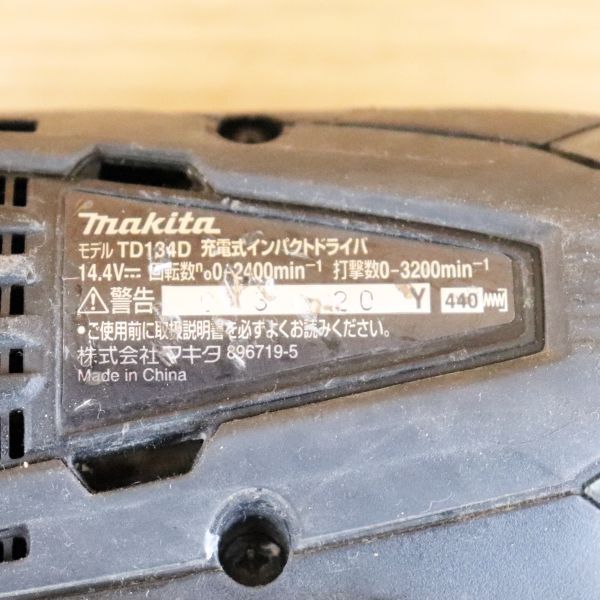 makita
モデル TD134D 充電式インパクトドライバ
14.4V⎓ 回転数n₀0-2400min⁻¹ 打撃数0-3200min⁻¹
⚠警告 20 Y 440
●ご使用前に取扱説明書を必ずよくお読みください。
株式会社マキタ 896719-5
Made in China